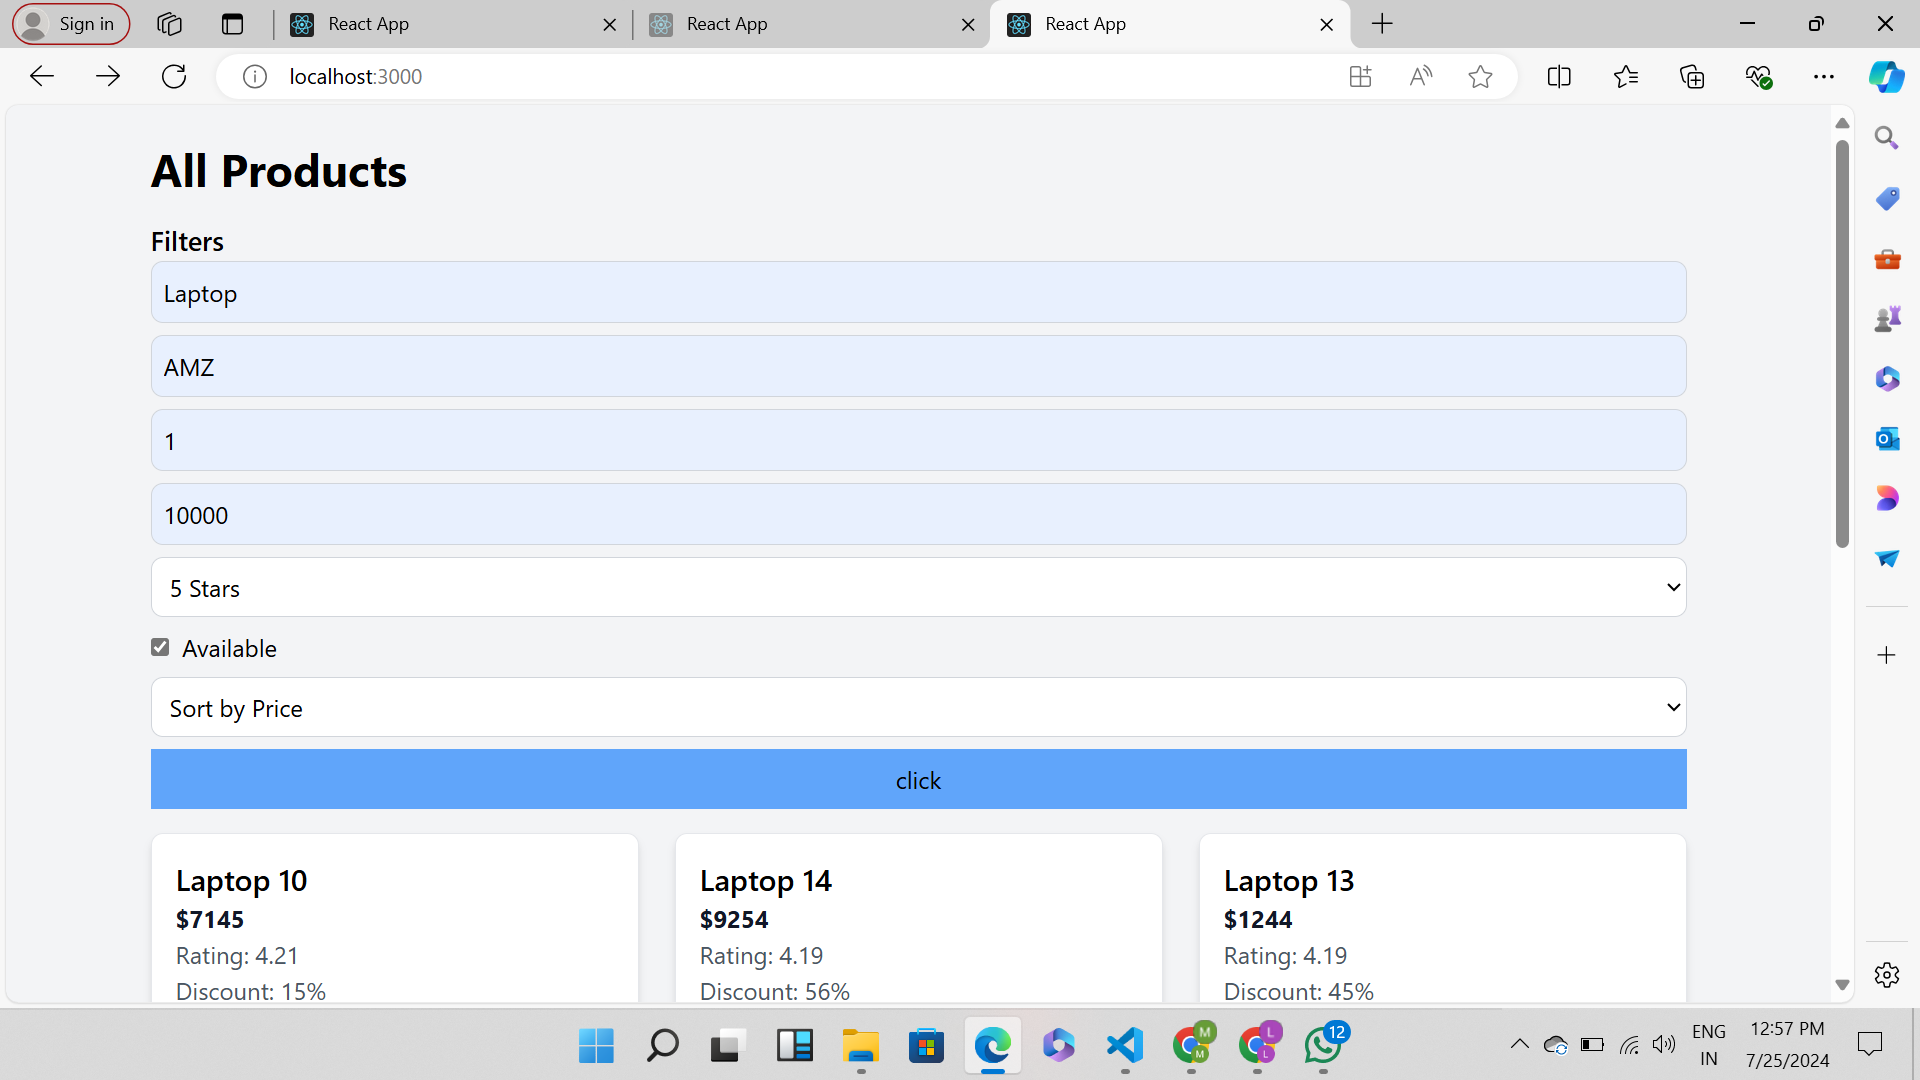 Sign in
React App
React App
React App
localhost:3000
All Products
Filters
Laptop
AMZ
1
10000
5 Stars
Available
Sort by Price
click
Laptop 10
$7145
Rating: 4.21
Discount: 15%
Laptop 14
$9254
Rating: 4.19
Discount: 56%
Laptop 13
$1244
Rating: 4.19
Discount: 45%
M
M
L
L
12
ENG
IN
12:57 PM
7/25/2024